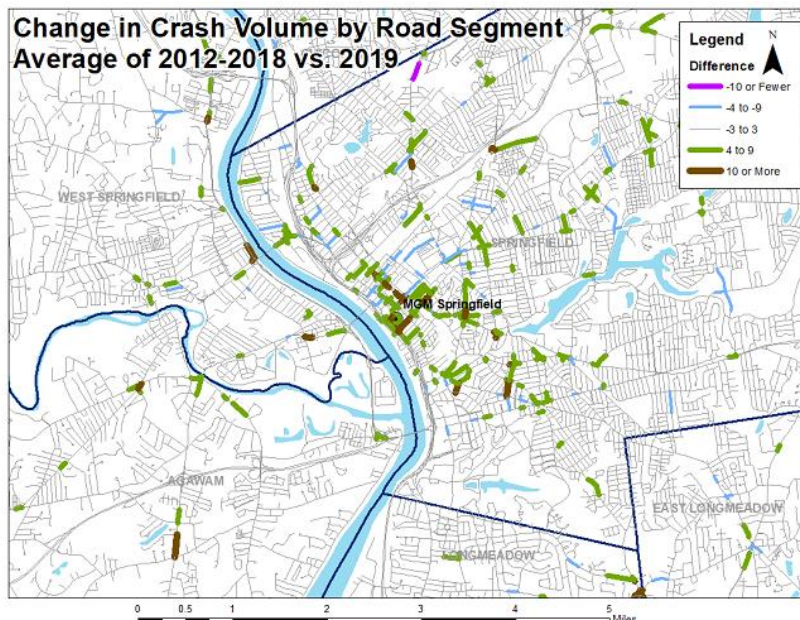 Change in Crash Volume by Road Segment
Average of 2012-2018 vs. 2019
Legend
N
Difference
-10 or Fewer
-4 to -9
-3 to 3
4 to 9
10 or More
WEST SPRINGFIELD
SPRINGFIELD
MGM Springfield
AGAWAM
EAST LONGMEADOW
LONGMEADOW
0 0.5 1 2 3 4 5
Miles